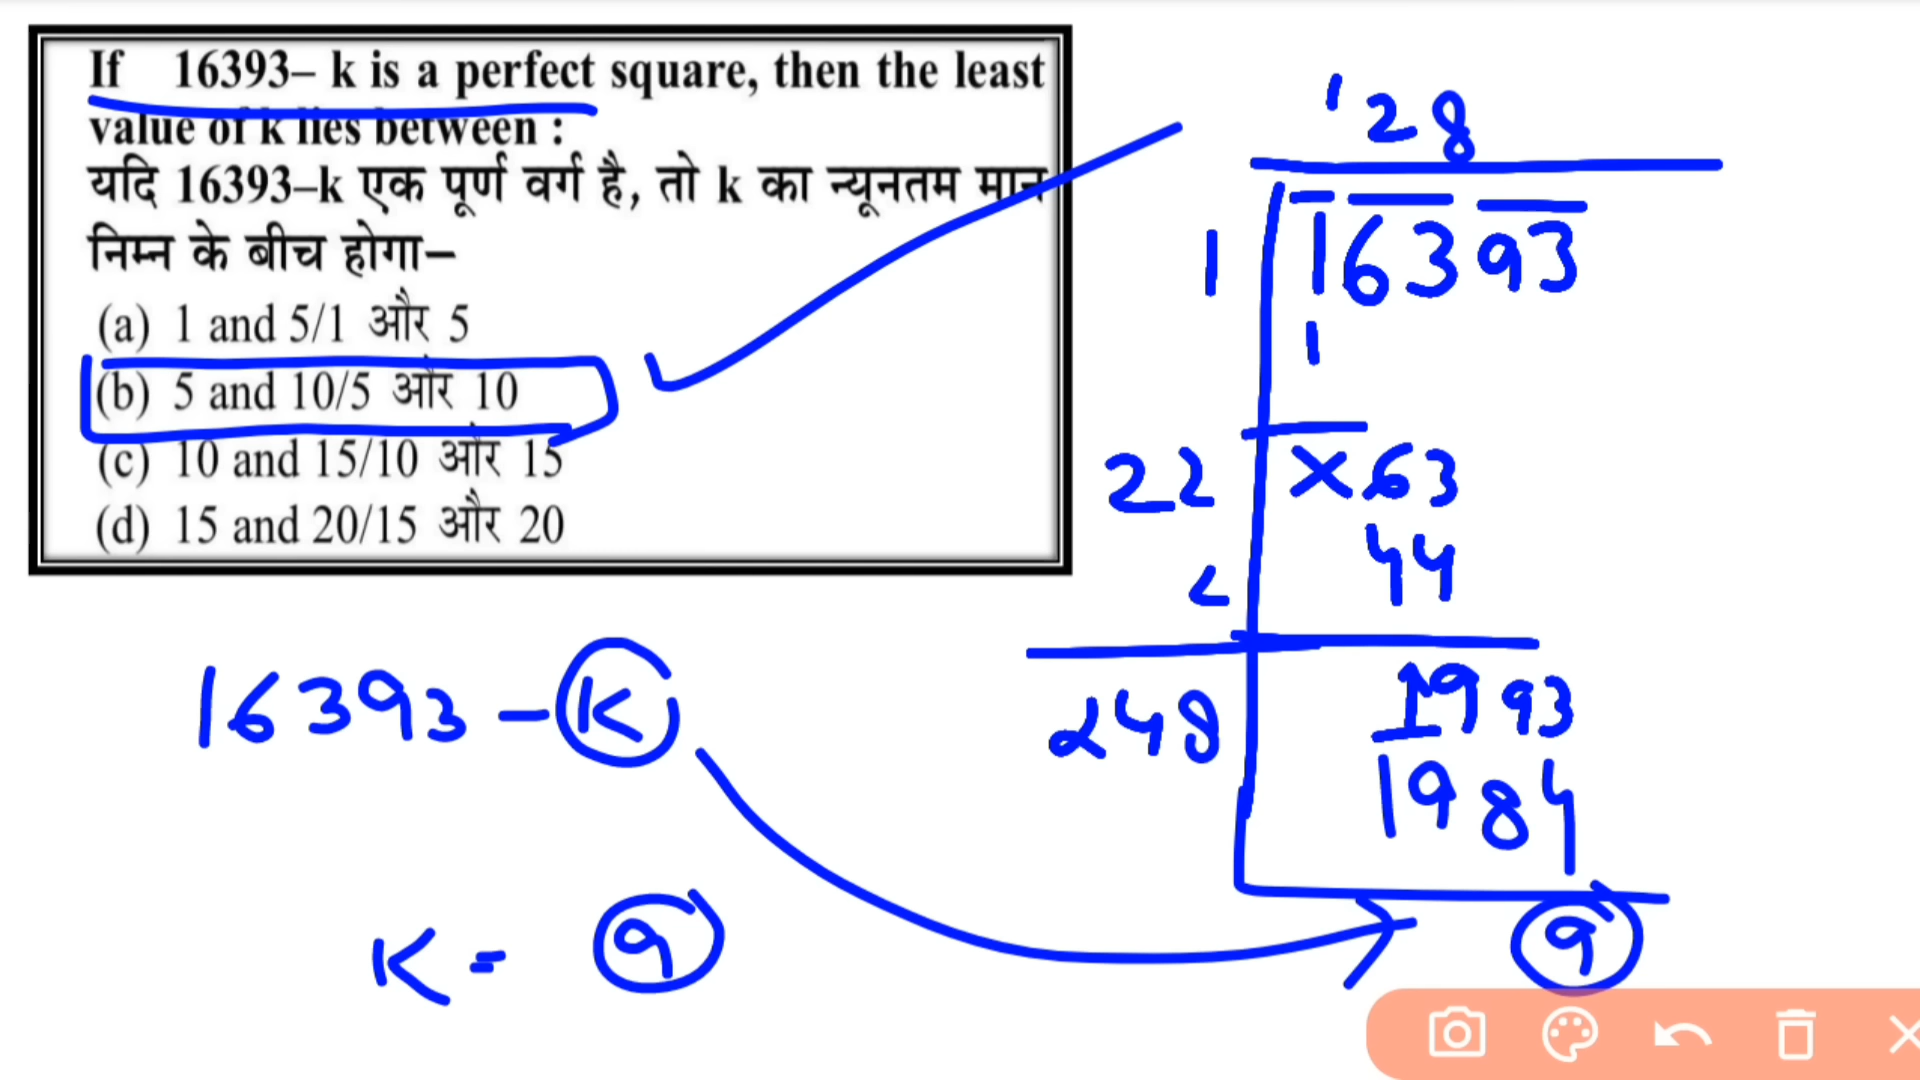 If 16393– k is a perfect square, then the least
value of k lies between :
यदि 16393–k एक पूर्ण वर्ग है, तो k का न्यूनतम मान
निम्न के बीच होगा–
(a) 1 and 5/1 और 5
(b) 5 and 10/5 और 10
(c) 10 and 15/10 और 15
(d) 15 and 20/15 और 20
16393 – k
K = 9
128
1 16393
1
22 ×63
2 44
248 1993
1984
9